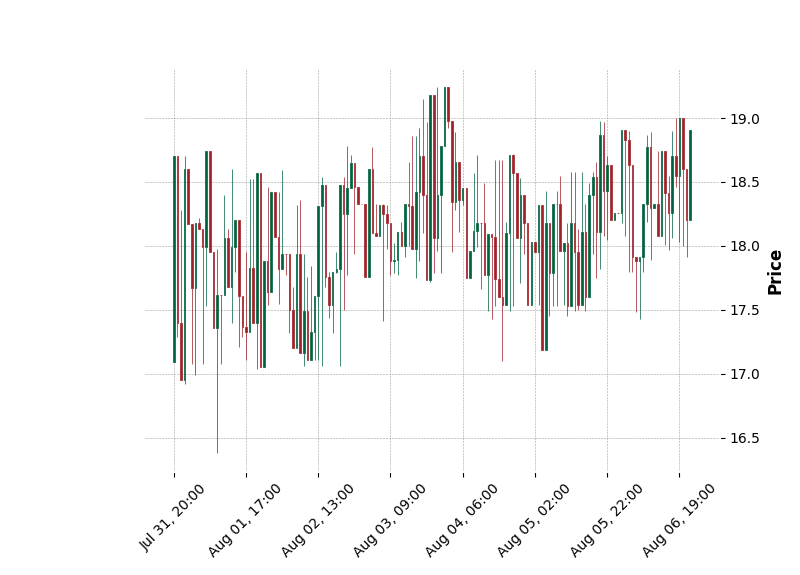 19.0
18.5
18.0
17.5
17.0
16.5
Price
Jul 31, 20:00
Aug 01, 17:00
Aug 02, 13:00
Aug 03, 09:00
Aug 04, 06:00
Aug 05, 02:00
Aug 05, 22:00
Aug 06, 19:00